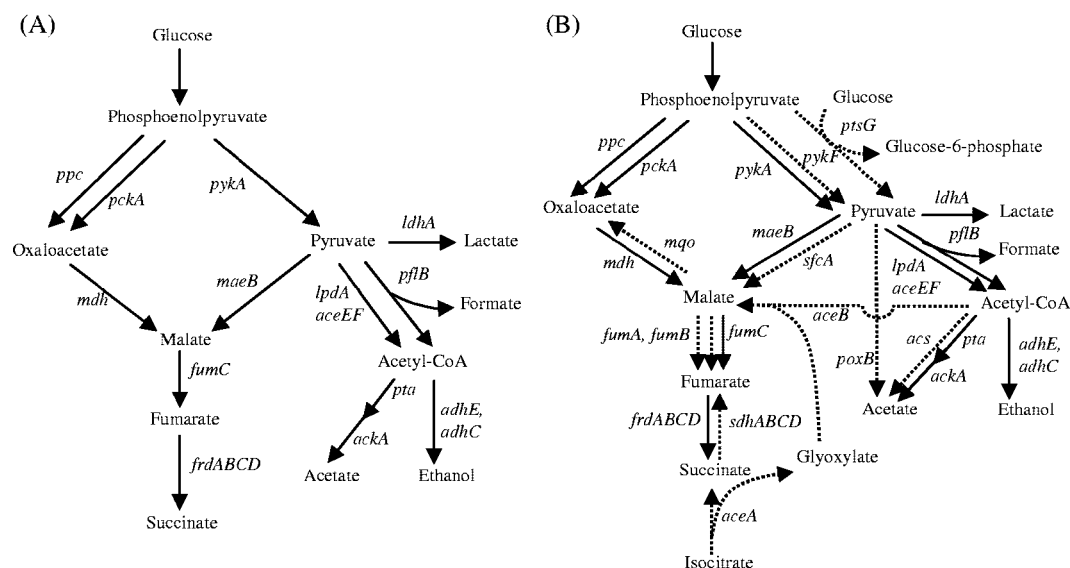 (A)
Glucose
Phosphoenolpyruvate
ppc
pckA
pykA
Oxaloacetate
Pyruvate
ldhA
Lactate
mdh
maeB
lpdA
aceEF
pflB
Formate
Malate
fumC
Acetyl-CoA
Fumarate
pta
ackA
adhE,
adhC
frdABCD
Acetate
Ethanol
Succinate
(B)
Glucose
Phosphoenolpyruvate
Glucose
ppc
pckA
ptsG
pykA
pykF
Glucose-6-phosphate
Oxaloacetate
Pyruvate
ldhA
Lactate
mqo
mdh
maeB
sfcA
pflB
Formate
lpdA
aceEF
Malate
aceB
Acetyl-CoA
fumA, fumB
fumC
poxB
acs
pta
ackA
adhE,
adhC
Fumarate
Acetate
Ethanol
frdABCD
sdhABCD
Succinate
Glyoxylate
aceA
Isocitrate